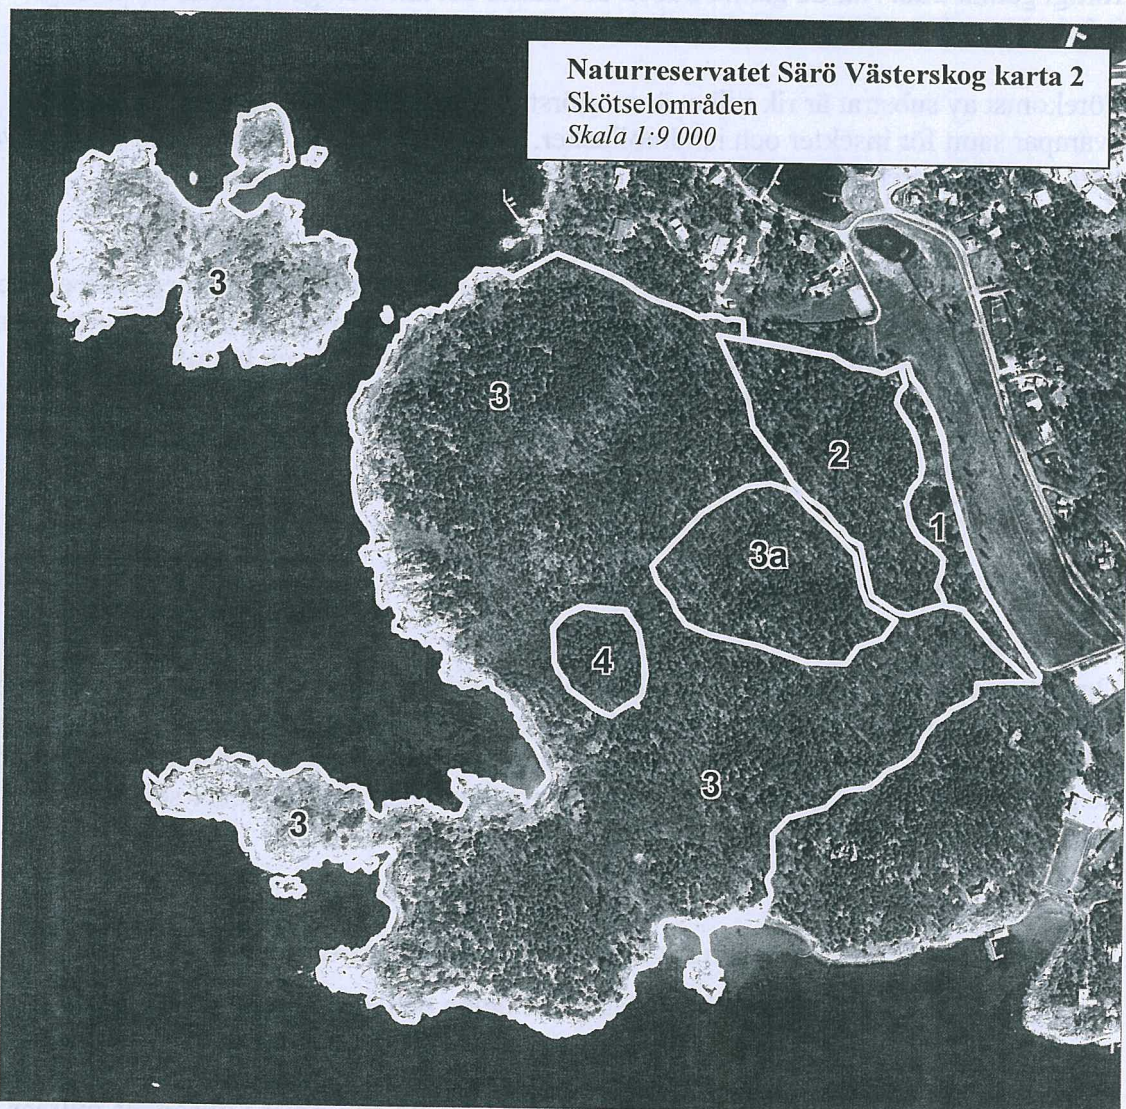 Naturreservatet Särö Västerskog karta 2
Skötselområden
Skala 1:9 000
3
3
2
1
3a
4
3
3